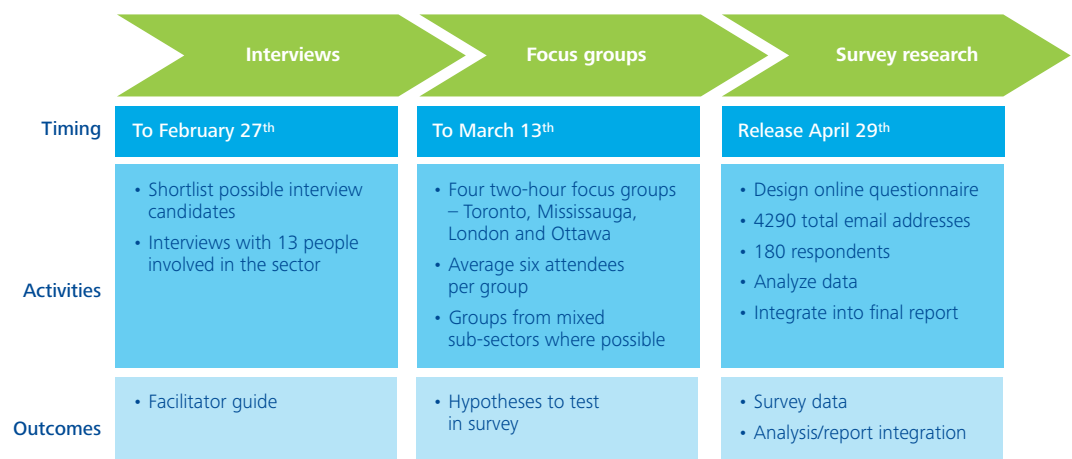 Interviews
Focus groups
Survey research
Timing
To February 27th
To March 13th
Release April 29th
Activities
• Shortlist possible interview
candidates
• Interviews with 13 people
involved in the sector
• Four two-hour focus groups
– Toronto, Mississauga,
London and Ottawa
• Average six attendees
per group
• Groups from mixed
sub-sectors where possible
• Design online questionnaire
• 4290 total email addresses
• 180 respondents
• Analyze data
• Integrate into final report
Outcomes
• Facilitator guide
• Hypotheses to test
in survey
• Survey data
• Analysis/report integration